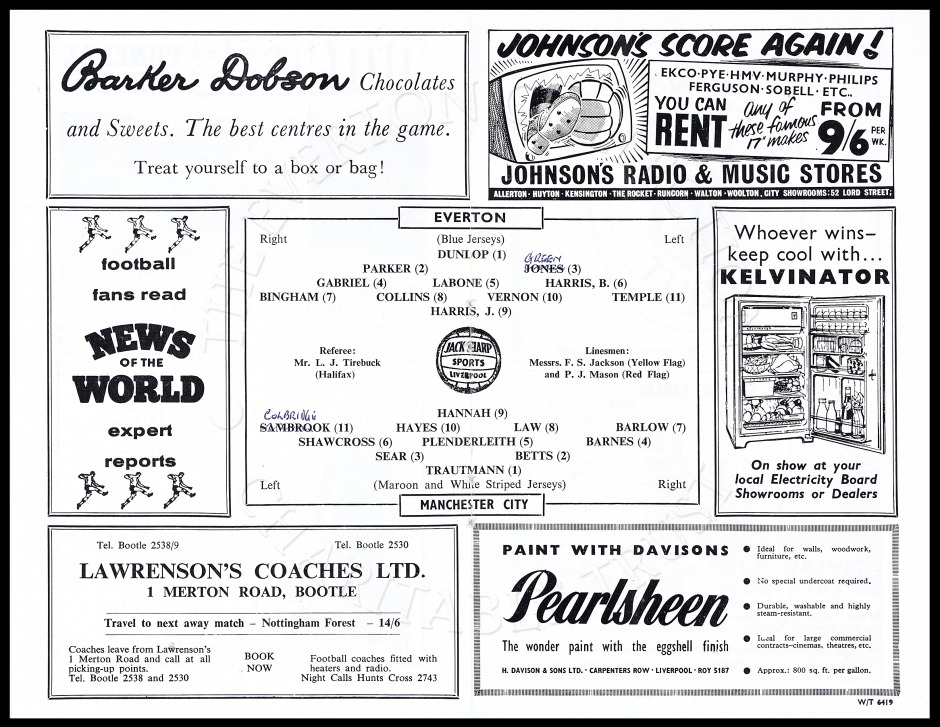 Barker Dobson Chocolates
and Sweets. The best centres in the game.
Treat yourself to a box or bag!
JOHNSON'S SCORE AGAIN!
EKCO·PYE·HMV·MURPHY·PHILIPS
FERGUSON·SOBELL·ETC..
YOU CAN RENT any of these famous 17" makes FROM 9/6 PER WK.
JOHNSON'S RADIO & MUSIC STORES
ALLERTON·HUYTON·KENSINGTON·THE ROCKET·RUNCORN·WALTON·WOOLTON, CITY SHOWROOMS: 52 LORD STREET;
football
fans read
NEWS
OF THE
WORLD
expert
reports
EVERTON
Right (Blue Jerseys) Left
DUNLOP (1)
GREEN
PARKER (2) JONES (3)
GABRIEL (4) LABONE (5) HARRIS, B. (6)
BINGHAM (7) COLLINS (8) VERNON (10) TEMPLE (11)
HARRIS, J. (9)
Referee:
Mr. L. J. Tirebuck
(Halifax)
JACK SHARP
SPORTS
LIVERPOOL
Linesmen:
Messrs. F. S. Jackson (Yellow Flag)
and P. J. Mason (Red Flag)
HANNAH (9)
COLBRIDGE
SAMBROOK (11) HAYES (10) LAW (8) BARLOW (7)
SHAWCROSS (6) PLENDERLEITH (5) BARNES (4)
SEAR (3) BETTS (2)
TRAUTMANN (1)
Left (Maroon and White Striped Jerseys) Right
MANCHESTER CITY
Whoever wins–
keep cool with...
KELVINATOR
KELVINATOR
On show at your
local Electricity Board
Showrooms or Dealers
Tel. Bootle 2538/9 Tel. Bootle 2530
LAWRENSON'S COACHES LTD.
1 MERTON ROAD, BOOTLE
Travel to next away match – Nottingham Forest – 14/6
Coaches leave from Lawrenson's
1 Merton Road and call at all
picking-up points.
Tel. Bootle 2538 and 2530
BOOK
NOW
Football coaches fitted with
heaters and radio.
Night Calls Hunts Cross 2743
PAINT WITH DAVISONS
Pearlsheen
The wonder paint with the eggshell finish
H. DAVISON & SONS LTD. · CARPENTERS ROW · LIVERPOOL · ROY 5187
● Ideal for walls, woodwork,
furniture, etc.
● No special undercoat required.
● Durable, washable and highly
steam-resistant.
● Ideal for large commercial
contracts–cinemas, theatres, etc.
● Approx.: 800 sq. ft. per gallon.
W/T 6419